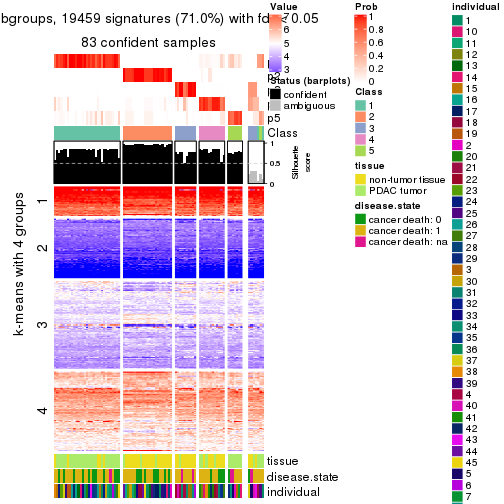 bgroups, 19459 signatures (71.0%) with fd
0.05
83 confident samples
p5
Class
1
0.5
0
Silhouette
score
k-means with 4 groups
1
2
3
4
tissue
disease.state
individual
Value
7
6
5
4
3
Status (barplots)
confident
ambiguous
Prob
1
0.8
0.6
0.4
0.2
0
Class
1
2
3
4
5
tissue
non-tumor tissue
PDAC tumor
disease.state
cancer death: 0
cancer death: 1
cancer death: na
individual
1
10
11
12
13
14
15
16
17
18
19
2
20
21
22
23
24
25
26
27
28
29
3
30
31
32
33
34
35
36
37
38
39
4
40
41
42
43
44
45
5
6
7